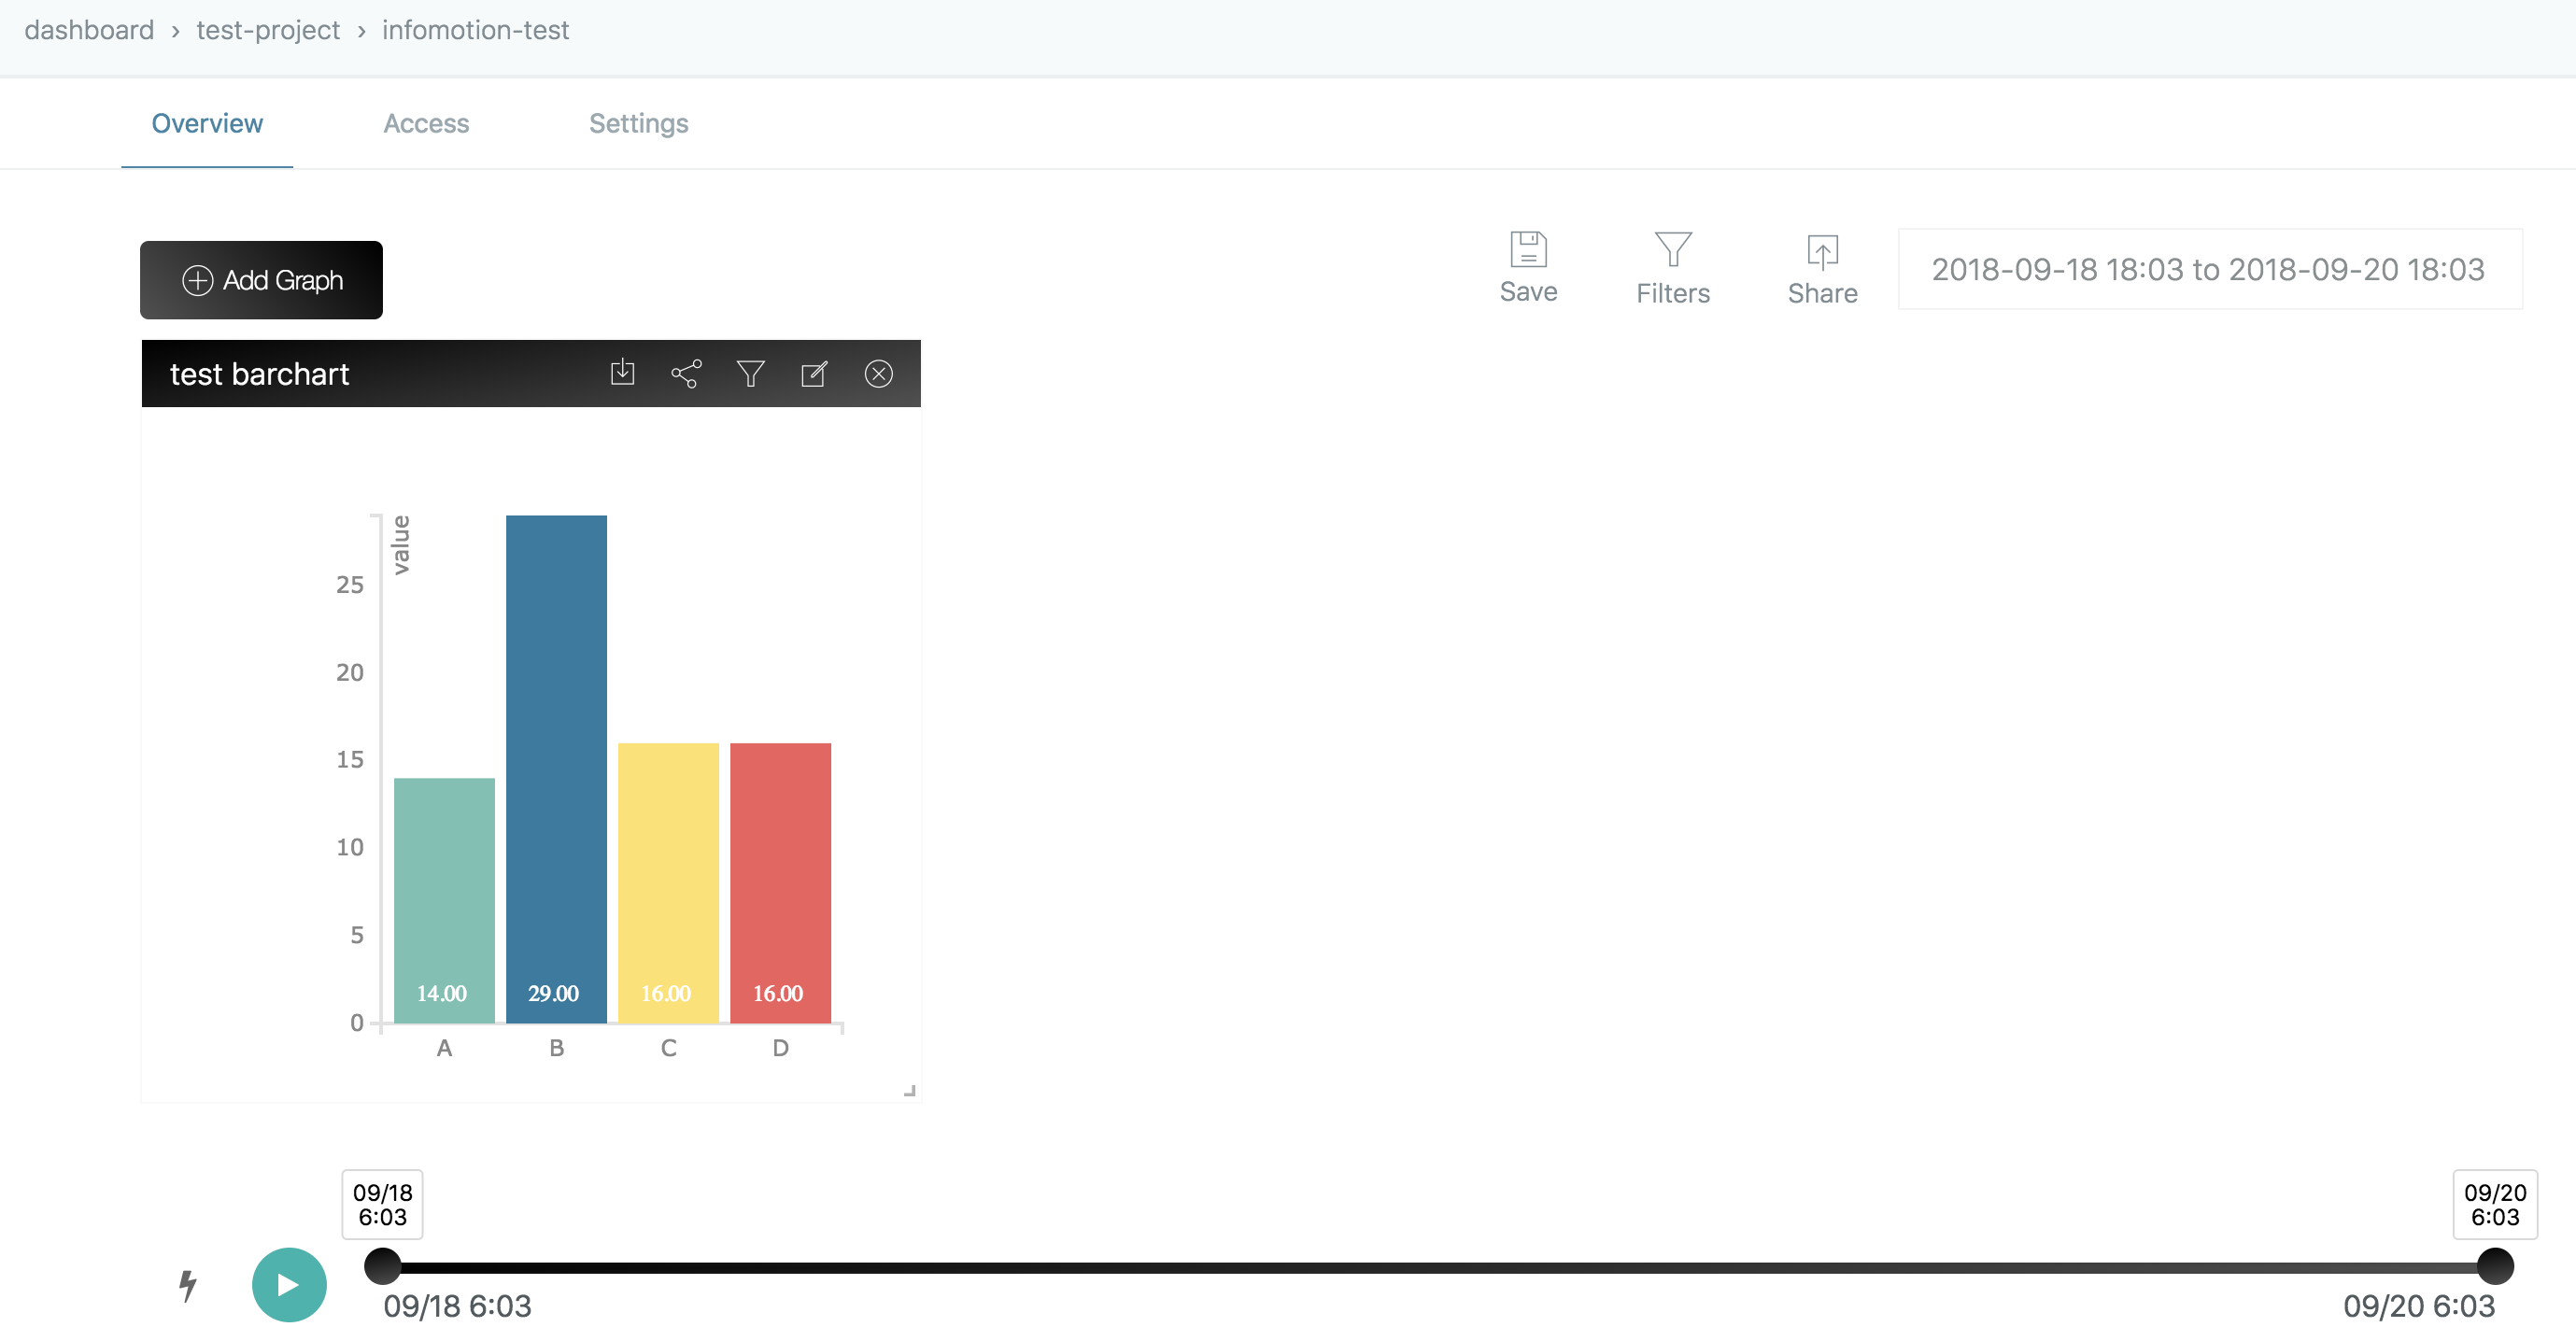 dashboard › test-project › infomotion-test
Overview Access Settings
Add Graph
Save Filters Share 2018-09-18 18:03 to 2018-09-20 18:03
test barchart
value
25
20
15
10
5
0
14.00 29.00 16.00 16.00
A B C D
09/18
6:03
09/20
6:03
09/18 6:03 09/20 6:03